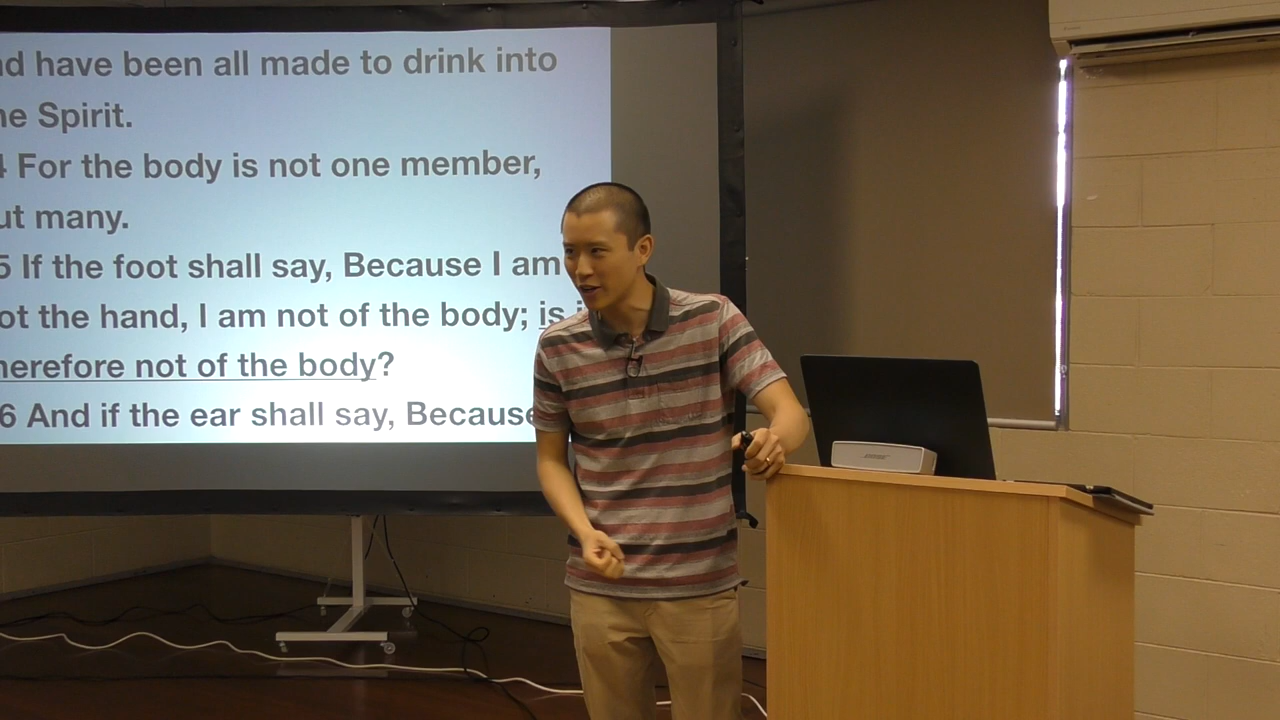 nd have been all made to drink into
ne Spirit.
4 For the body is not one member,
ut many.
5 If the foot shall say, Because I am
ot the hand, I am not of the body; is i
herefore not of the body?
6 And if the ear shall say, Because